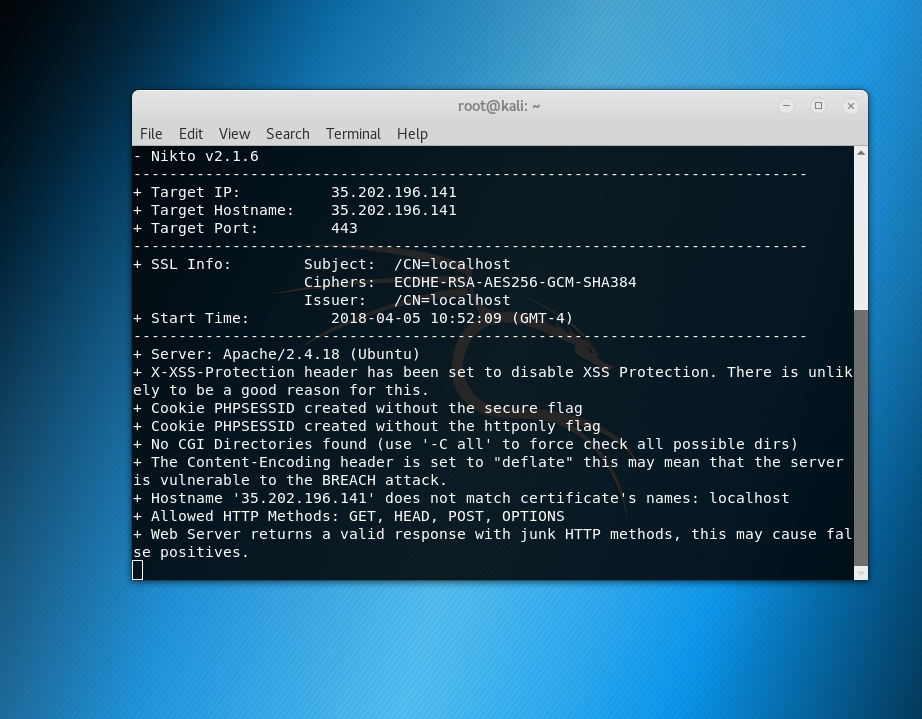 root@kali: ~
File Edit View Search Terminal Help
- Nikto v2.1.6
---------------------------------------------------------------------------
+ Target IP:          35.202.196.141
+ Target Hostname:    35.202.196.141
+ Target Port:        443
---------------------------------------------------------------------------
+ SSL Info:        Subject:  /CN=localhost
                   Ciphers:  ECDHE-RSA-AES256-GCM-SHA384
                   Issuer:   /CN=localhost
+ Start Time:         2018-04-05 10:52:09 (GMT-4)
---------------------------------------------------------------------------
+ Server: Apache/2.4.18 (Ubuntu)
+ X-XSS-Protection header has been set to disable XSS Protection. There is unlik
ely to be a good reason for this.
+ Cookie PHPSESSID created without the secure flag
+ Cookie PHPSESSID created without the httponly flag
+ No CGI Directories found (use '-C all' to force check all possible dirs)
+ The Content-Encoding header is set to "deflate" this may mean that the server
is vulnerable to the BREACH attack.
+ Hostname '35.202.196.141' does not match certificate's names: localhost
+ Allowed HTTP Methods: GET, HEAD, POST, OPTIONS
+ Web Server returns a valid response with junk HTTP methods, this may cause fal
se positives.